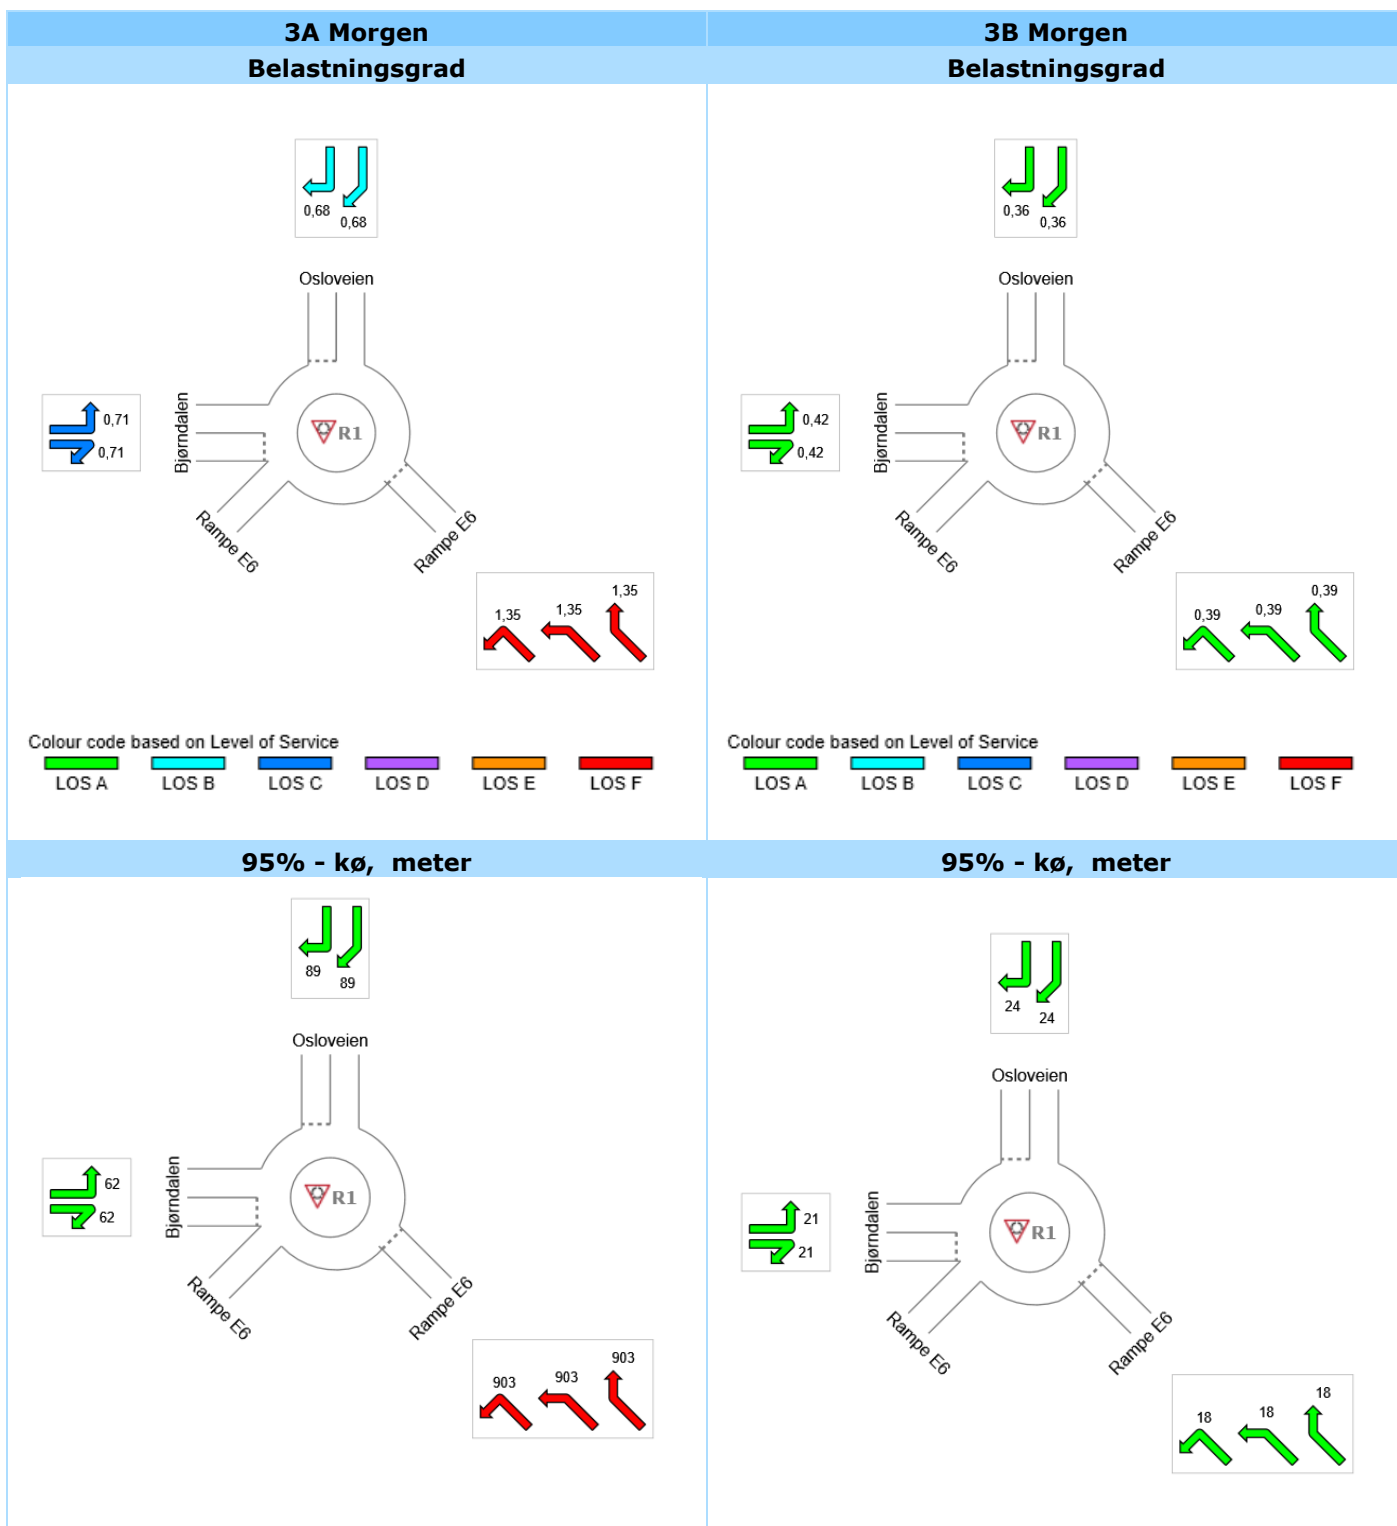 3A Morgen
3B Morgen
Belastningsgrad
Belastningsgrad
0,68
0,68
Osloveien
Bjørndalen
0,71
0,71
R1
Rampe E6
Rampe E6
1,35
1,35
1,35
Colour code based on Level of Service
LOS A LOS B LOS C LOS D LOS E LOS F
0,36
0,36
Osloveien
Bjørndalen
0,42
0,42
R1
Rampe E6
Rampe E6
0,39
0,39
0,39
Colour code based on Level of Service
LOS A LOS B LOS C LOS D LOS E LOS F
95% - kø, meter
95% - kø, meter
89
89
Osloveien
Bjørndalen
62
62
R1
Rampe E6
Rampe E6
903
903
903
24
24
Osloveien
Bjørndalen
21
21
R1
Rampe E6
Rampe E6
18
18
18